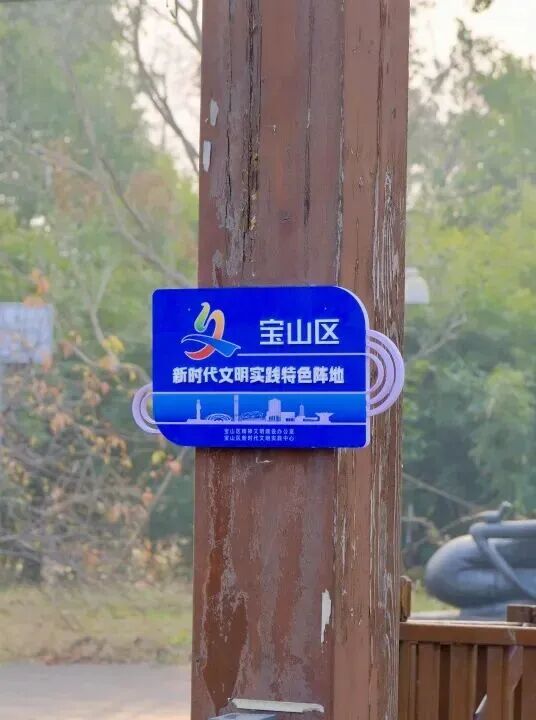 宝山区
新时代文明实践特色阵地
宝山区精神文明建设办公室
宝山区新时代文明实践中心